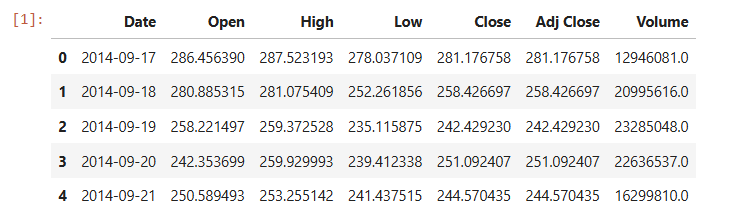 [1]: Date Open High Low Close Adj Close Volume
0 2014-09-17 286.456390 287.523193 278.037109 281.176758 281.176758 12946081.0
1 2014-09-18 280.885315 281.075409 252.261856 258.426697 258.426697 20995616.0
2 2014-09-19 258.221497 259.372528 235.115875 242.429230 242.429230 23285048.0
3 2014-09-20 242.353699 259.929993 239.412338 251.092407 251.092407 22636537.0
4 2014-09-21 250.589493 253.255142 241.437515 244.570435 244.570435 16299810.0